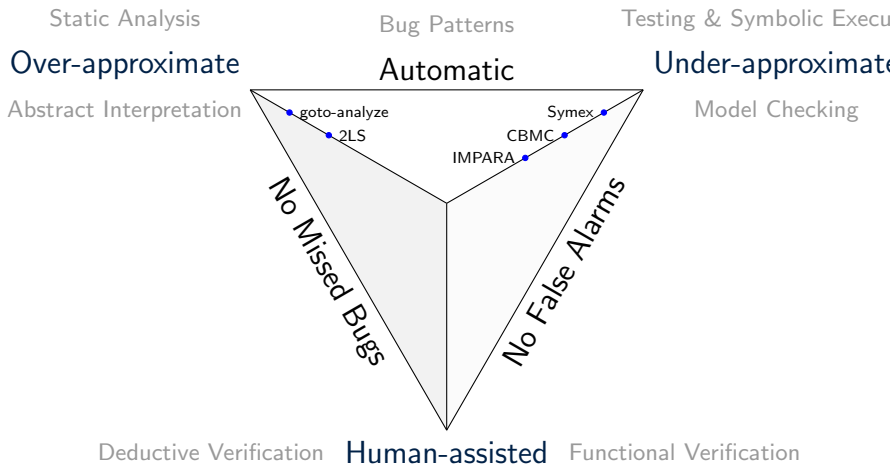 Static Analysis
Bug Patterns
Testing & Symbolic Execu
Over-approximate
Automatic
Under-approximate
Abstract Interpretation
Model Checking
goto-analyze
Symex
2LS
CBMC
IMPARA
No Missed Bugs
No False Alarms
Deductive Verification
Human-assisted
Functional Verification